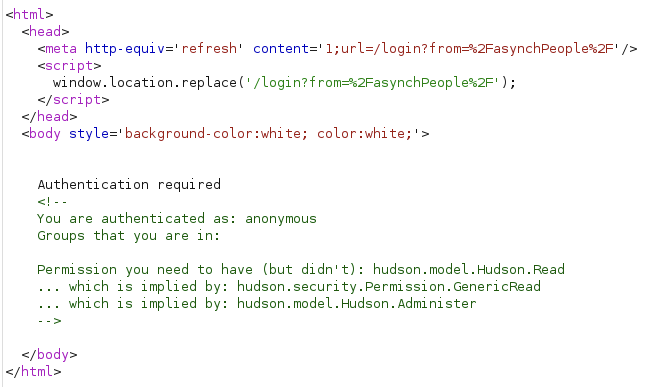 <html>
<head>
<meta http-equiv='refresh' content='1;url=/login?from=%2FasynchPeople%2F'/>
<script>
window.location.replace('/login?from=%2FasynchPeople%2F');
</script>
</head>
<body style='background-color:white; color:white;'>
Authentication required
<!--
You are authenticated as: anonymous
Groups that you are in:
Permission you need to have (but didn't): hudson.model.Hudson.Read
... which is implied by: hudson.security.Permission.GenericRead
... which is implied by: hudson.model.Hudson.Administer
-->
</body>
</html>